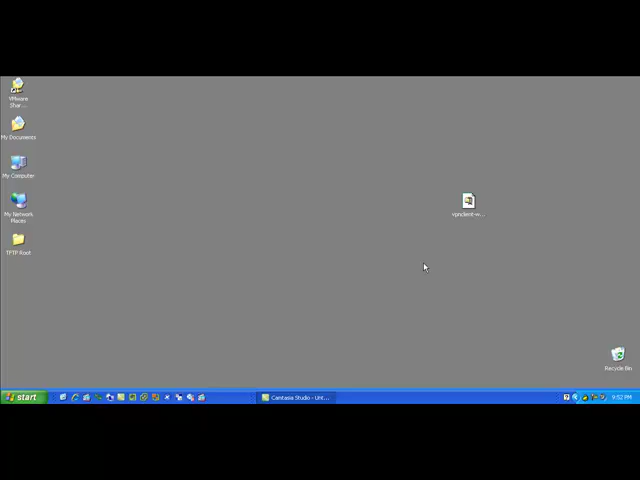 VMware
Shar...
My Documents
My Computer
My Network
Places
TFTP Root
vpnclient-w...
Recycle Bin
start
Camtasia Studio - Unt...
9:52 PM